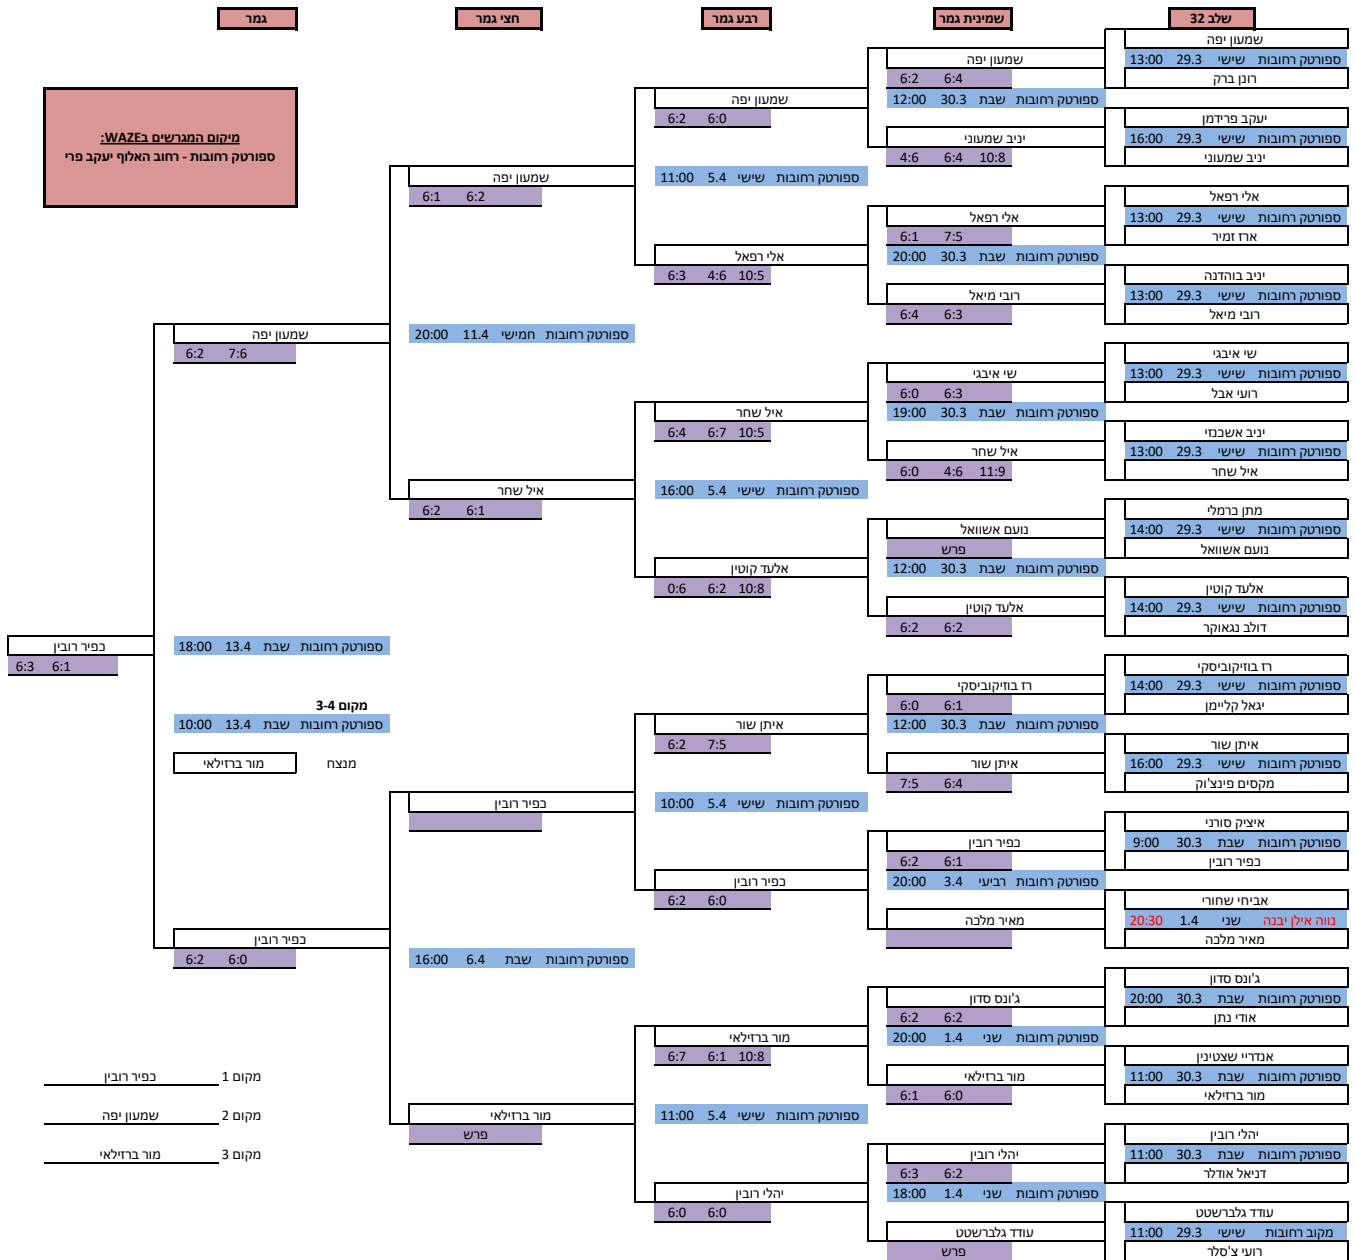 שלב 32
שמינית גמר
רבע גמר
חצי גמר
גמר
מיקום המגרשים בWAZE:
ספורטק רחובות - רחוב האלוף יעקב פרי
שמעון יפה
ספורטק רחובות שישי 29.3 13:00
רונן ברק
יעקב פרידמן
ספורטק רחובות שישי 29.3 16:00
יניב שמעוני
אלי רפאל
ספורטק רחובות שישי 29.3 13:00
ארז זמיר
יניב בוהדנה
ספורטק רחובות שישי 29.3 13:00
רובי מיאל
שי איבגי
ספורטק רחובות שישי 29.3 13:00
רועי אבל
יניב אשכנזי
ספורטק רחובות שישי 29.3 13:00
איל שחר
מתן כרמלי
ספורטק רחובות שישי 29.3 14:00
נועם אשוואל
אלעד קוטין
ספורטק רחובות שישי 29.3 14:00
דולב נגאוקר
רז בוזיקוביסקי
ספורטק רחובות שישי 29.3 14:00
יגאל קליימן
איתן שור
ספורטק רחובות שישי 29.3 16:00
מקסים פינצ'וק
איציק סורני
ספורטק רחובות שבת 30.3 9:00
כפיר רובין
אביחי שחורי
נווה אילן יבנה שני 1.4 20:30
מאיר מלכה
ג'ונס סדון
ספורטק רחובות שבת 30.3 20:00
אודי נתן
אנדריי שצטינין
ספורטק רחובות שבת 30.3 11:00
מור ברזילאי
יהלי רובין
ספורטק רחובות שבת 30.3 11:00
דניאל אודלר
עודד גלברשטט
מקוב רחובות שישי 29.3 11:00
רועי צ'סלר
שמעון יפה
6:2 6:4
ספורטק רחובות שבת 30.3 12:00
יניב שמעוני
4:6 6:4 10:8
אלי רפאל
6:1 7:5
ספורטק רחובות שבת 30.3 20:00
רובי מיאל
6:4 6:3
שי איבגי
6:0 6:3
ספורטק רחובות שבת 30.3 19:00
איל שחר
6:0 4:6 11:9
נועם אשוואל
פרש
ספורטק רחובות שבת 30.3 12:00
אלעד קוטין
6:2 6:2
רז בוזיקוביסקי
6:0 6:1
ספורטק רחובות שבת 30.3 12:00
איתן שור
7:5 6:4
כפיר רובין
6:2 6:1
ספורטק רחובות רביעי 3.4 20:00
מאיר מלכה
ג'ונס סדון
6:2 6:2
ספורטק רחובות שני 1.4 20:00
מור ברזילאי
6:1 6:0
יהלי רובין
6:3 6:2
ספורטק רחובות שני 1.4 18:00
עודד גלברשטט
פרש
שמעון יפה
6:2 6:0
ספורטק רחובות שישי 5.4 11:00
אלי רפאל
6:3 4:6 10:5
איל שחר
6:4 6:7 10:5
ספורטק רחובות שישי 5.4 16:00
אלעד קוטין
0:6 6:2 10:8
איתן שור
6:2 7:5
ספורטק רחובות שישי 5.4 10:00
כפיר רובין
6:2 6:0
מור ברזילאי
6:7 6:1 10:8
ספורטק רחובות שישי 5.4 11:00
יהלי רובין
6:0 6:0
שמעון יפה
6:1 6:2
ספורטק רחובות חמישי 11.4 20:00
איל שחר
6:2 6:1
כפיר רובין
ספורטק רחובות שבת 6.4 16:00
מור ברזילאי
פרש
שמעון יפה
6:2 7:6
ספורטק רחובות שבת 13.4 18:00
מקום 3-4
ספורטק רחובות שבת 13.4 10:00
מנצח מור ברזילאי
כפיר רובין
6:2 6:0
כפיר רובין
6:3 6:1
מקום 1 כפיר רובין
מקום 2 שמעון יפה
מקום 3 מור ברזילאי